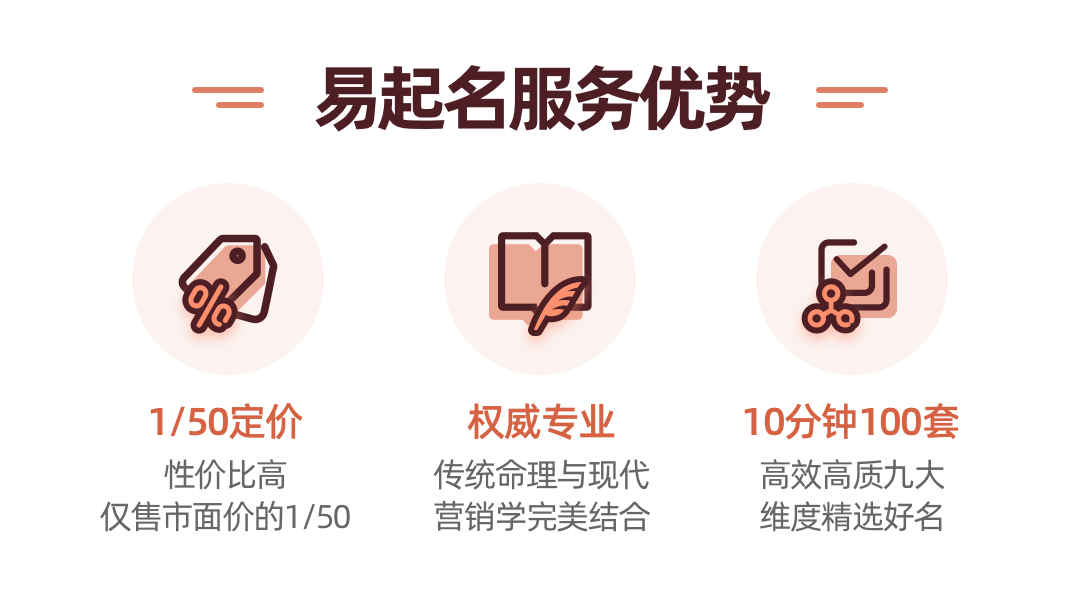 易起名服务优势
%
1/50定价
性价比高
仅售市面价的1/50
权威专业
传统命理与现代
营销学完美结合
10分钟100套
高效高质九大
维度精选好名